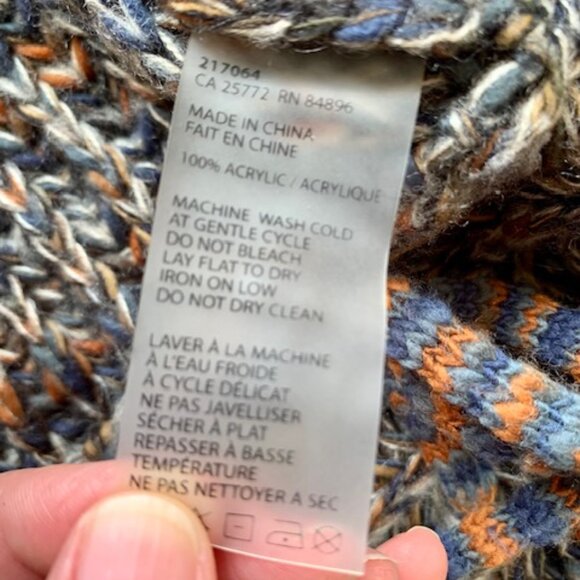 217064
CA 25772 RN 84896
MADE IN CHINA
FAIT EN CHINE
100% ACRYLIC / ACRYLIQUE
MACHINE WASH COLD
AT GENTLE CYCLE
DO NOT BLEACH
LAY FLAT TO DRY
IRON ON LOW
DO NOT DRY CLEAN
LAVER À LA MACHINE
À L'EAU FROIDE
À CYCLE DÉLICAT
NE PAS JAVELLISER
SÉCHER À PLAT
REPASSER À BASSE
TEMPÉRATURE
NE PAS NETTOYER A SEC